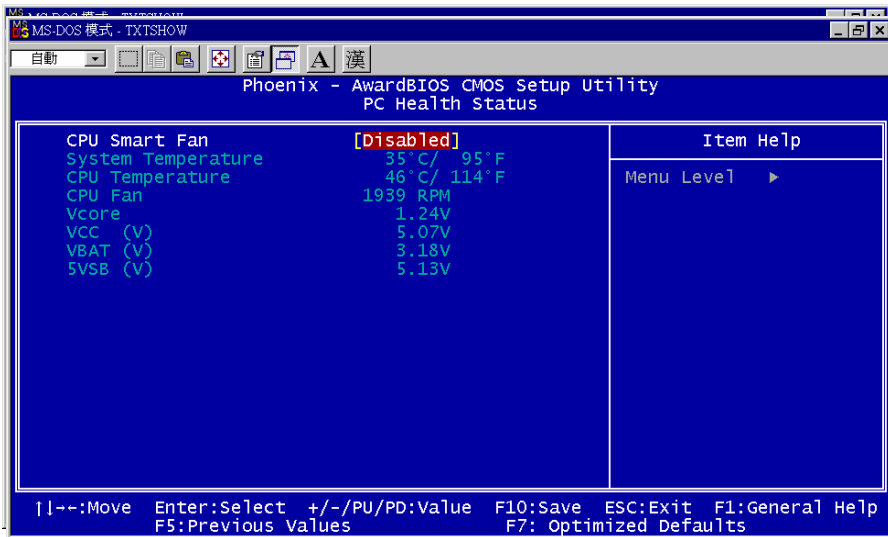 MS-DOS 模式 - TXTSHOW
自動 A 漢
Phoenix - AwardBIOS CMOS Setup Utility
PC Health Status
CPU Smart Fan [Disabled]
System Temperature 35°C/ 95°F
CPU Temperature 46°C/ 114°F
CPU Fan 1939 RPM
Vcore 1.24V
VCC (V) 5.07V
VBAT (V) 3.18V
5VSB (V) 5.13V
Item Help
Menu Level ▶
↑↓→←:Move Enter:Select +/-/PU/PD:Value F10:Save ESC:Exit F1:General Help
F5:Previous Values F7: Optimized Defaults